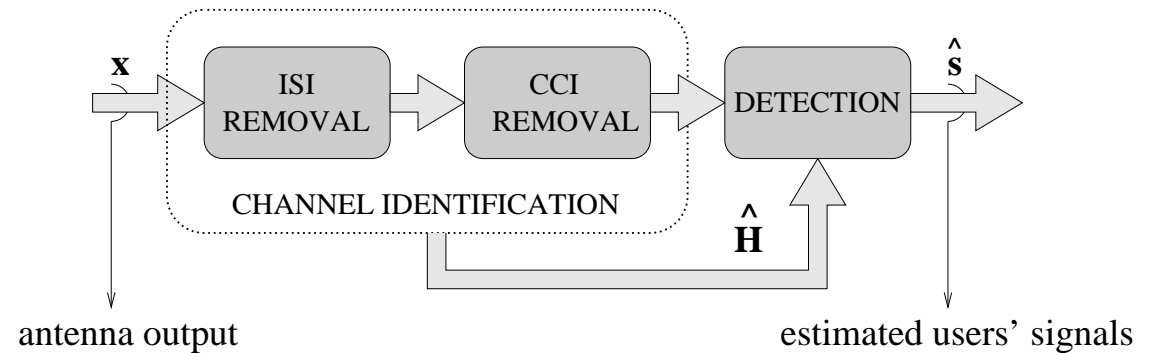 x
ISI
REMOVAL
CCI
REMOVAL
DETECTION
ŝ
CHANNEL IDENTIFICATION
Ĥ
antenna output
estimated users’ signals